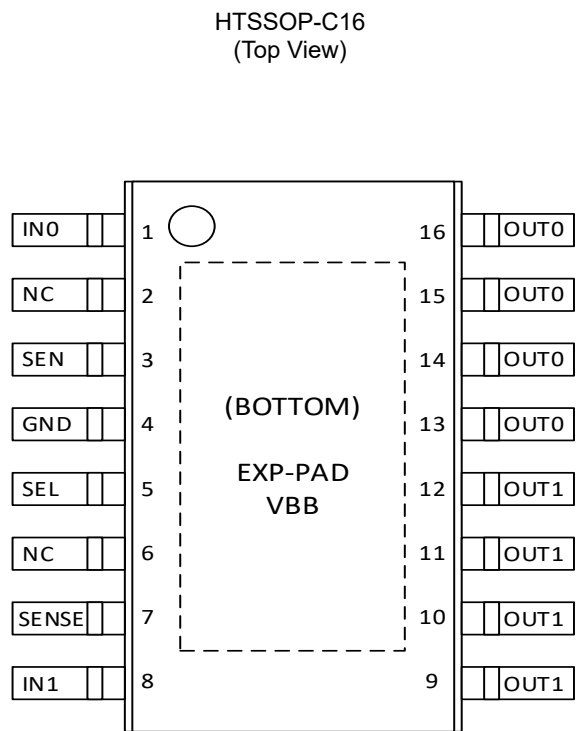 HTSSOP-C16
(Top View)
IN0 1 16 OUT0
NC 2 15 OUT0
SEN 3 14 OUT0
GND 4 13 OUT0
(BOTTOM)
EXP-PAD
VBB
SEL 5 12 OUT1
NC 6 11 OUT1
SENSE 7 10 OUT1
IN1 8 9 OUT1